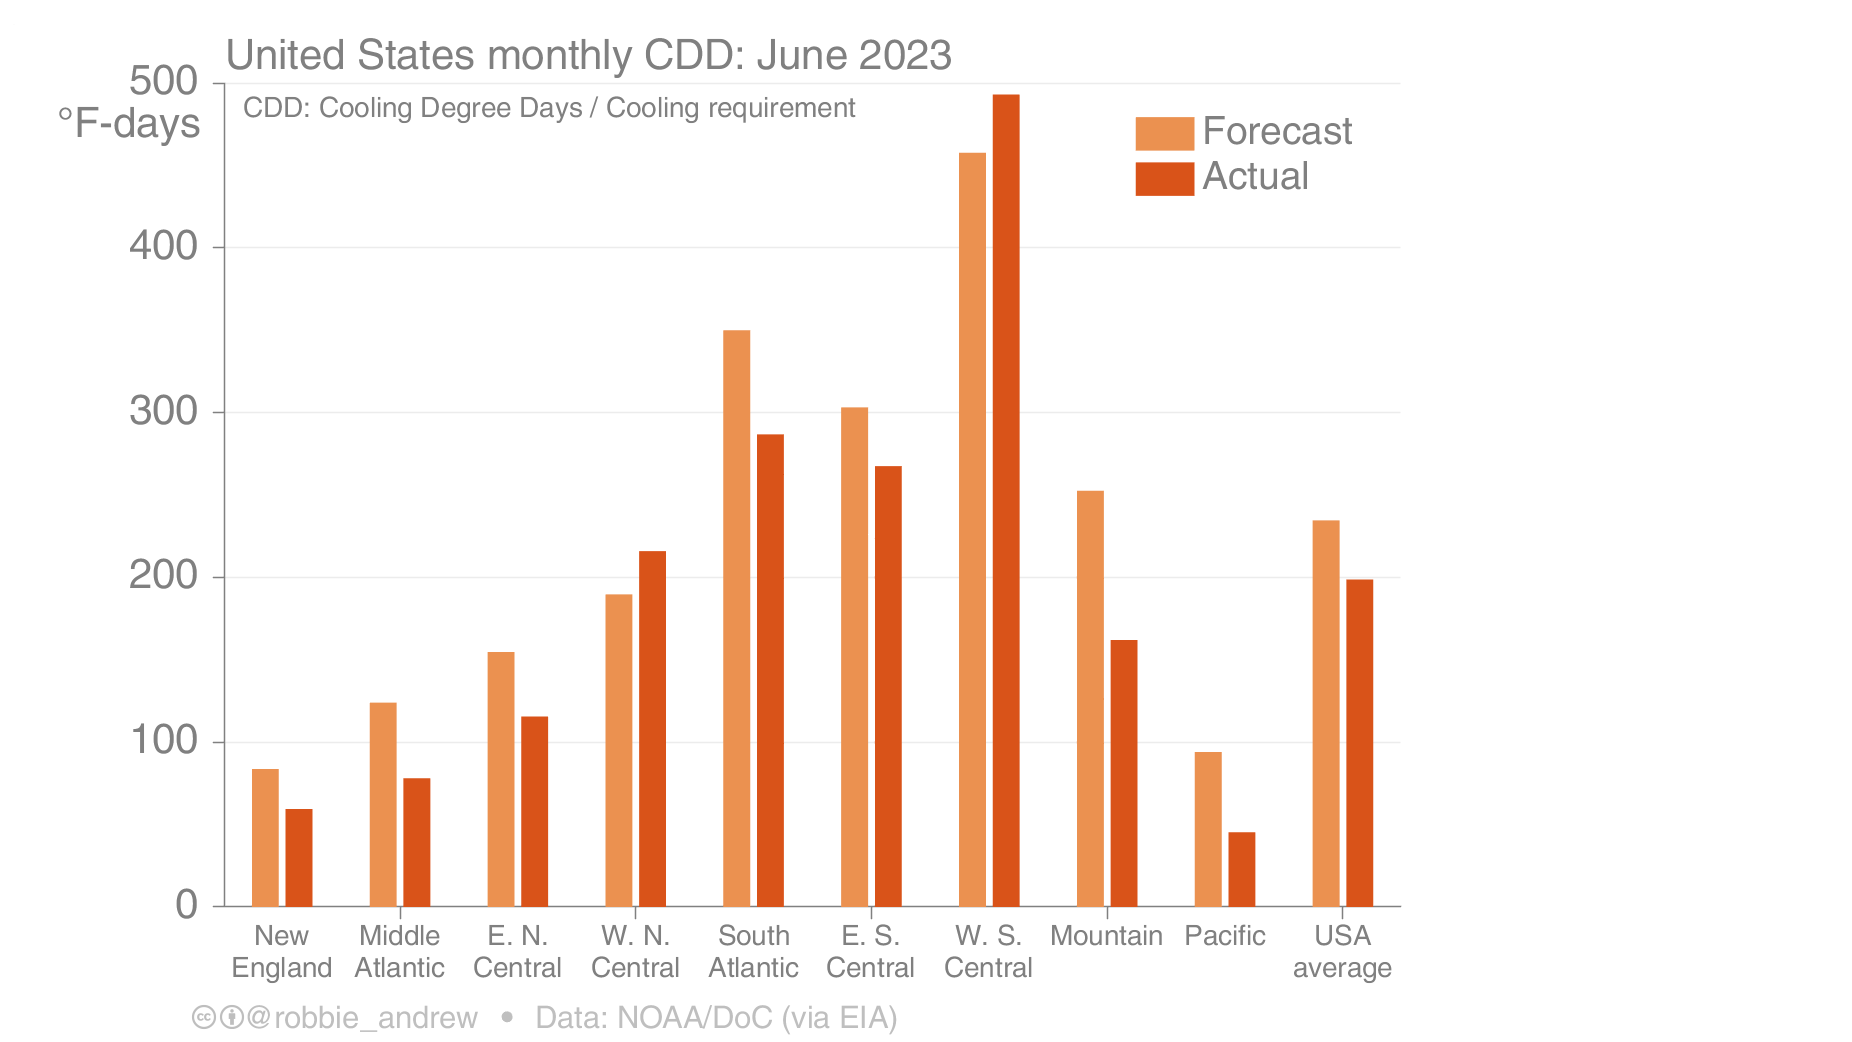 United States monthly CDD: June 2023
500
°F-days
CDD: Cooling Degree Days / Cooling requirement
Forecast
Actual
400
300
200
100
0
New England
Middle Atlantic
E. N. Central
W. N. Central
South Atlantic
E. S. Central
W. S. Central
Mountain
Pacific
USA average
@robbie_andrew • Data: NOAA/DoC (via EIA)